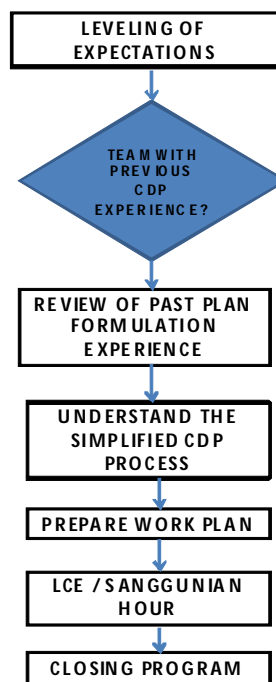 LEVELING OF
EXPECTATIONS
TEAM WITH
PREVIOUS
CDP
EXPERIENCE?
REVIEW OF PAST PLAN
FORMULATION
EXPERIENCE
UNDERSTAND THE
SIMPLIFIED CDP
PROCESS
PREPARE WORK PLAN
LCE / SANGGUNIAN
HOUR
CLOSING PROGRAM